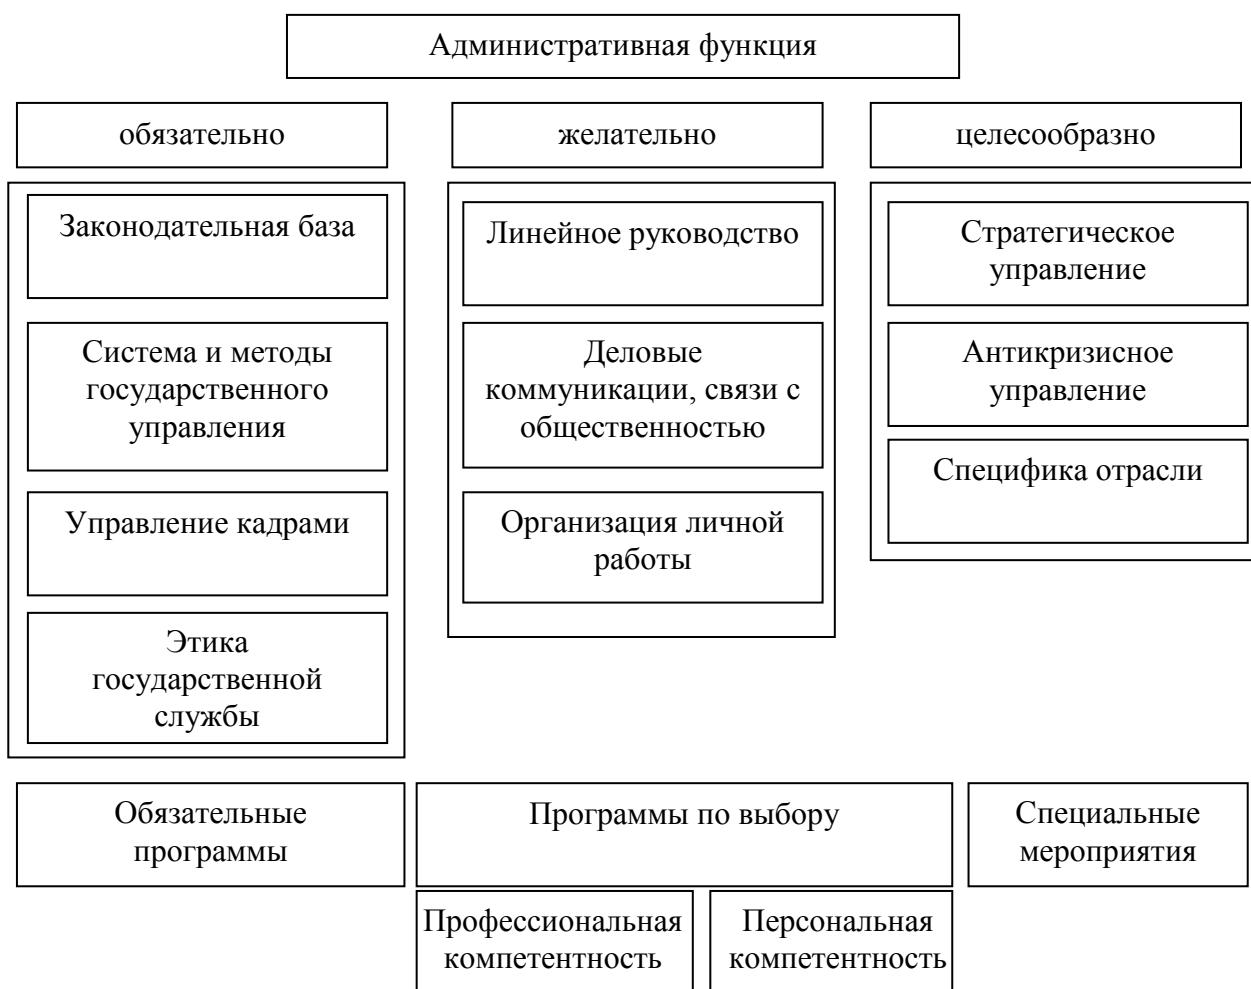 Административная функция
обязательно
желательно
целесообразно
Законодательная база
Система и методы
государственного
управления
Управление кадрами
Этика
государственной
службы
Линейное руководство
Деловые
коммуникации, связи с
общественностью
Организация личной
работы
Стратегическое
управление
Антикризисное
управление
Специфика отрасли
Обязательные
программы
Программы по выбору
Специальные
мероприятия
Профессиональная
компетентность
Персональная
компетентность